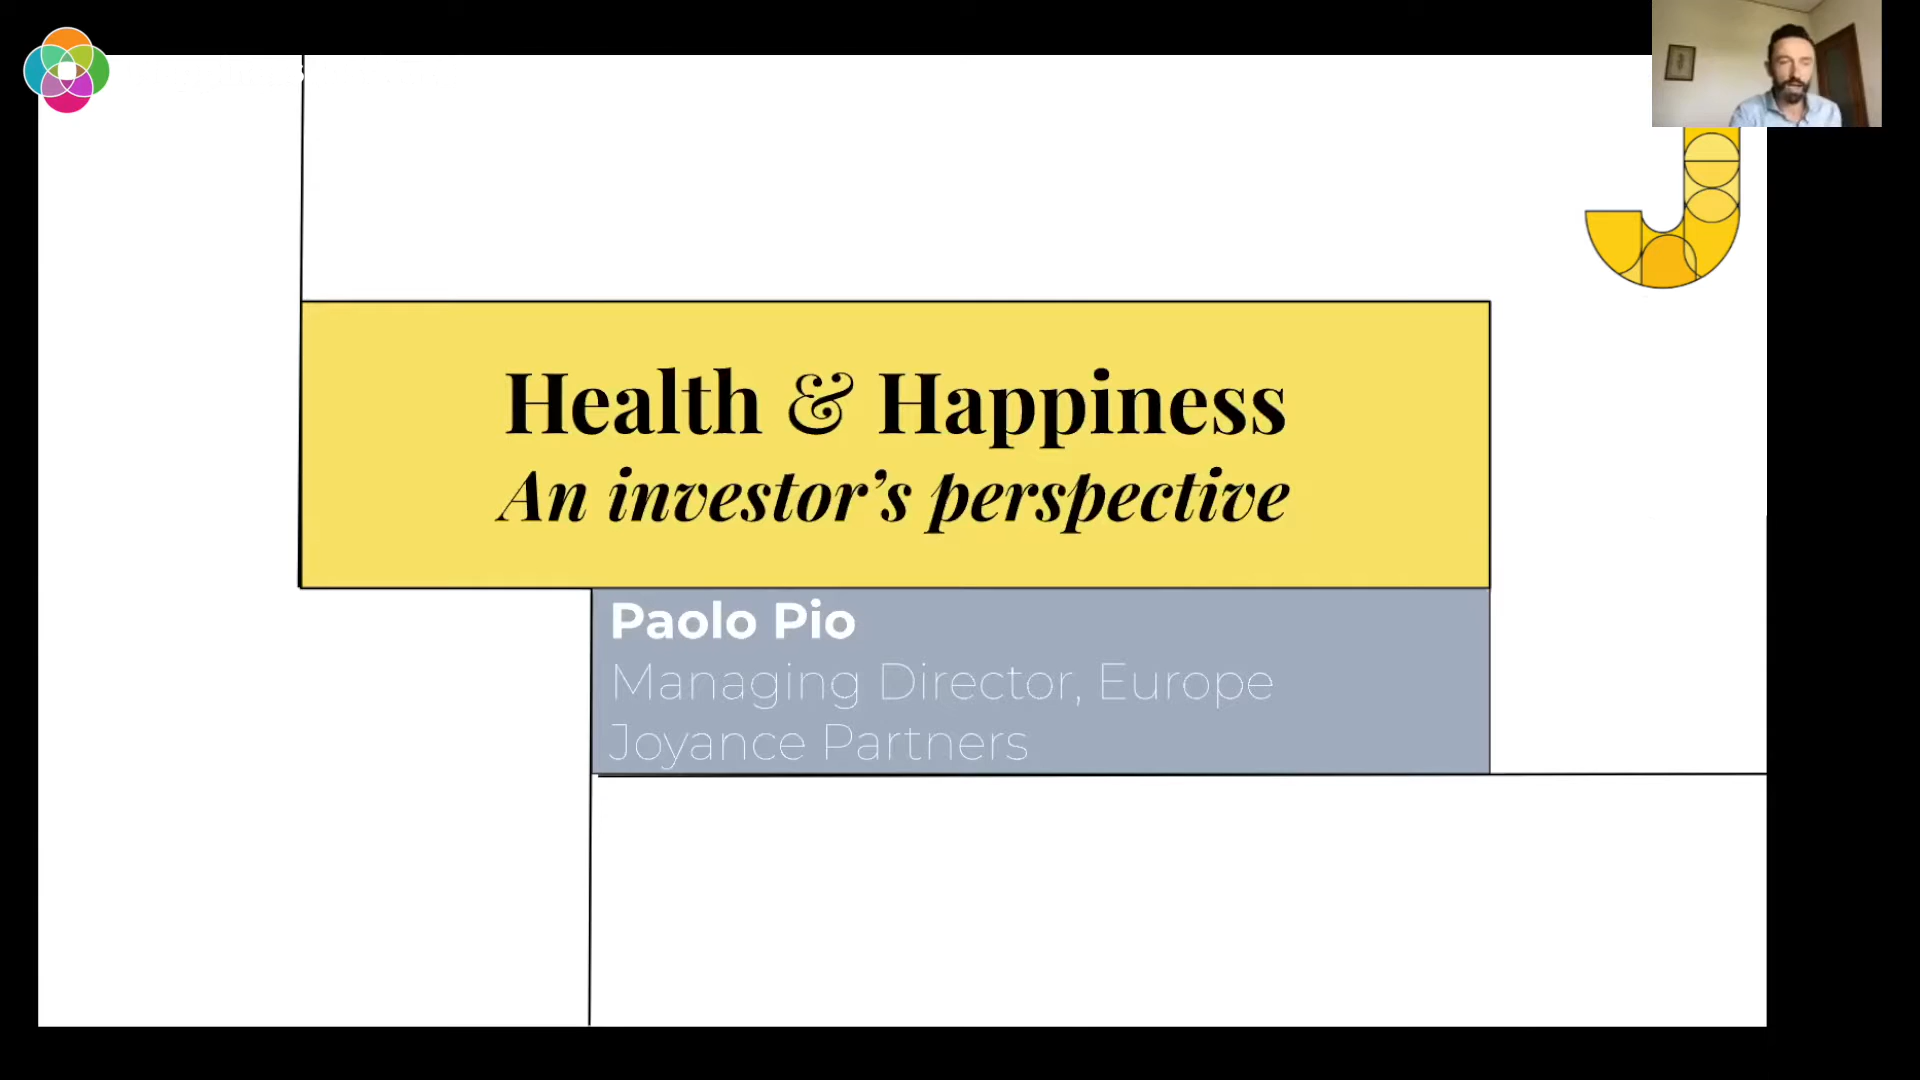 Health & Happiness
An investor’s perspective
Paolo Pio
Managing Director, Europe
Joyance Partners